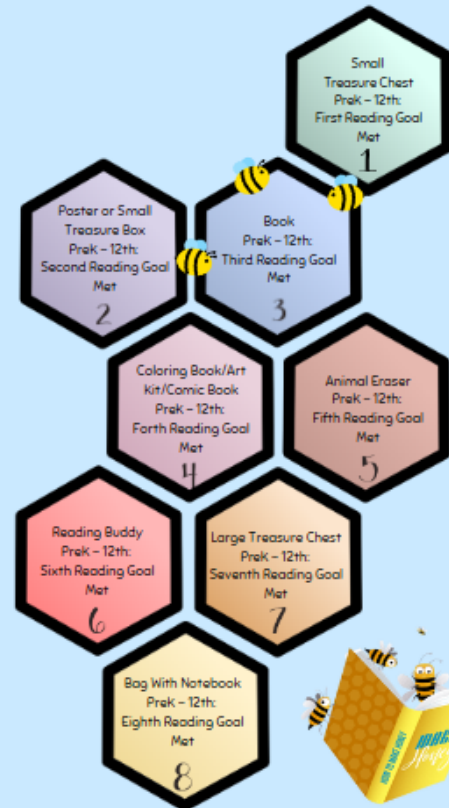 Small
Treasure Chest
Prek - 12th:
First Reading Goal
Met
1
Poster or Small
Treasure Box
Prek - 12th:
Second Reading Goal
Met
2
Book
Prek - 12th:
Third Reading Goal
Met
3
Coloring Book/Art
Kit/Comic Book
Prek - 12th:
Forth Reading Goal
Met
4
Animal Eraser
Prek - 12th:
Fifth Reading Goal
Met
5
Reading Buddy
Prek - 12th:
Sixth Reading Goal
Met
6
Large Treasure Chest
Prek - 12th:
Seventh Reading Goal
Met
7
Bag With Notebook
Prek - 12th:
Eighth Reading Goal
Met
8
HOW TO MAKE HONEY